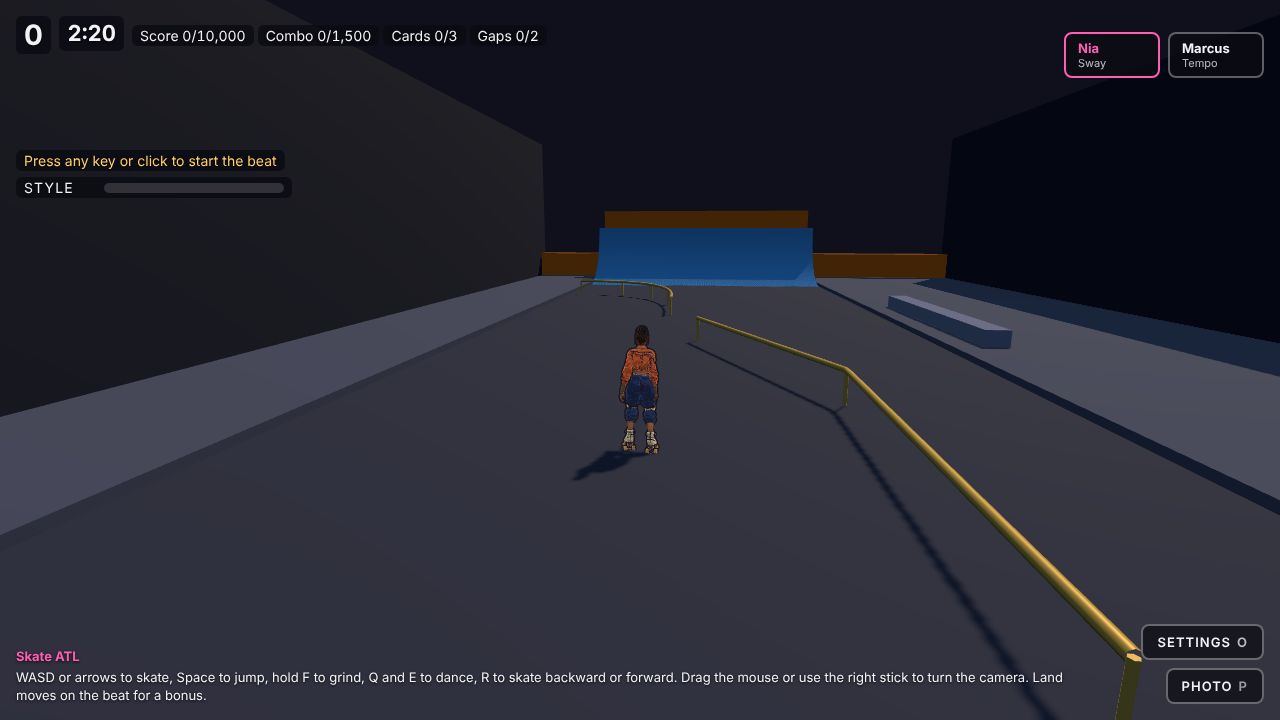 0
2:20
Score 0/10,000
Combo 0/1,500
Cards 0/3
Gaps 0/2
Nia
Sway
Marcus
Tempo
Press any key or click to start the beat
STYLE
Skate ATL
WASD or arrows to skate, Space to jump, hold F to grind, Q and E to dance, R to skate backward or forward. Drag the mouse or use the right stick to turn the camera. Land
moves on the beat for a bonus.
SETTINGS O
PHOTO P